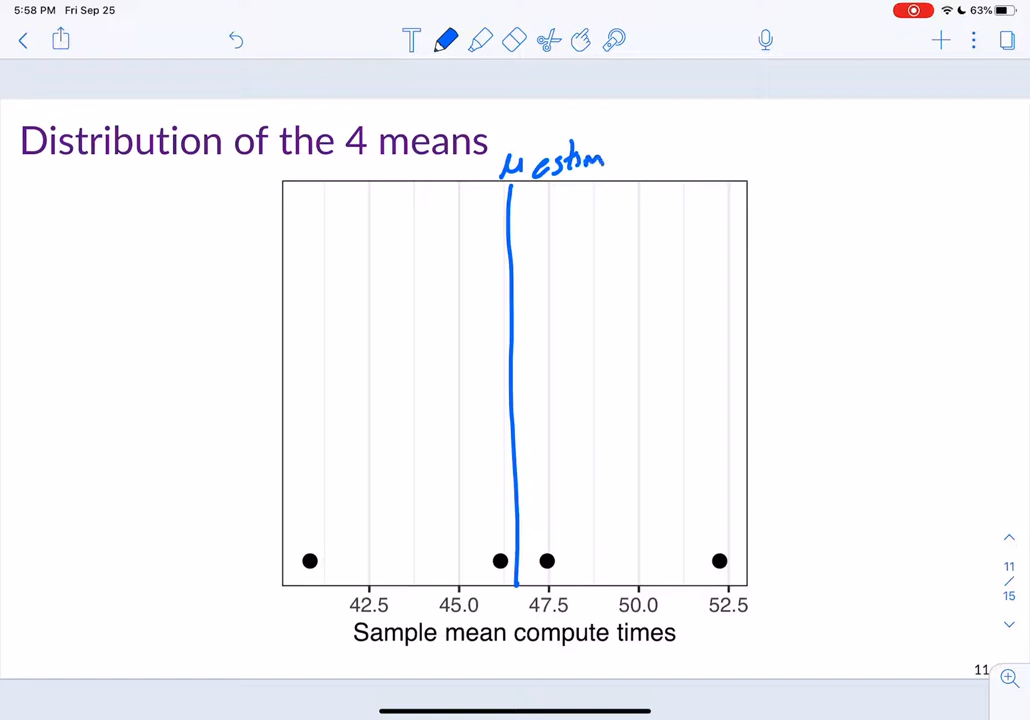 5:58 PM Fri Sep 25
63%
Distribution of the 4 means
μ estim
42.5 45.0 47.5 50.0 52.5
Sample mean compute times
11
/
15
11